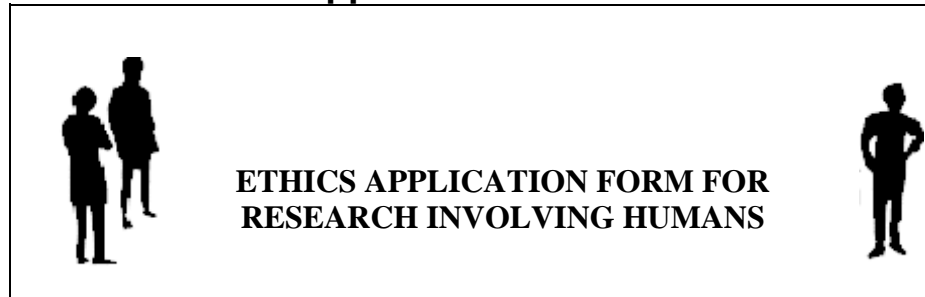 ETHICS APPLICATION FORM FOR
RESEARCH INVOLVING HUMANS